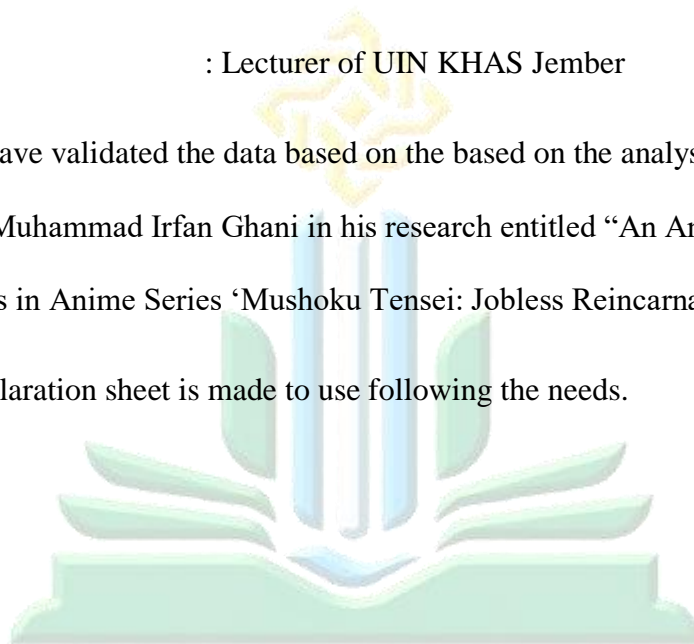 : Lecturer of UIN KHAS Jember
ave validated the data based on the based on the analys
Muhammad Irfan Ghani in his research entitled “An An
s in Anime Series ‘Mushoku Tensei: Jobless Reincarna
laration sheet is made to use following the needs.